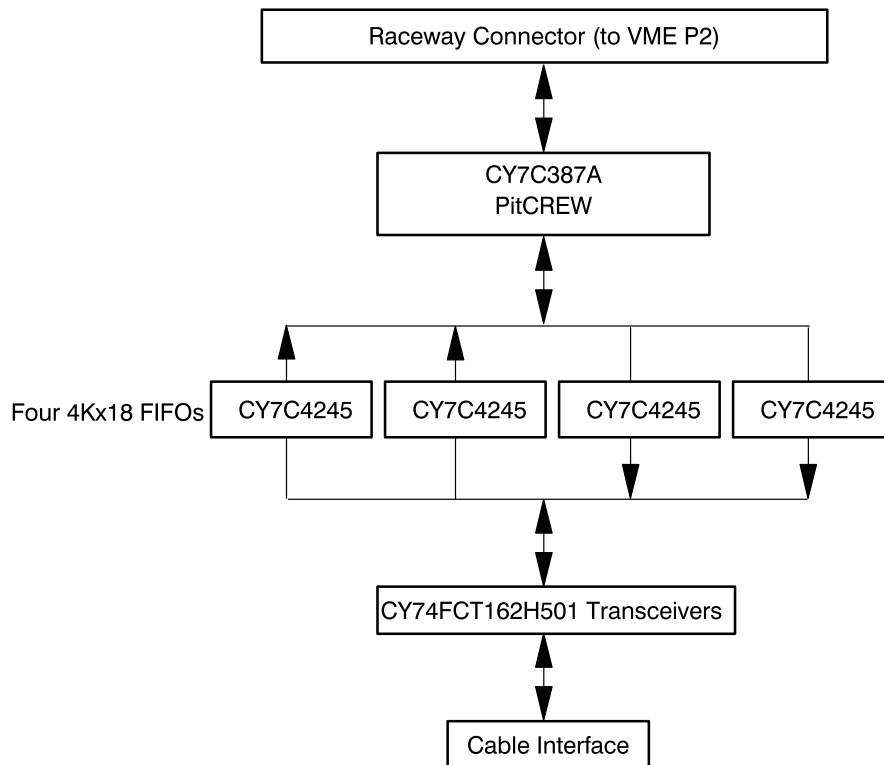 Raceway Connector (to VME P2)
CY7C387A
PitCREW
Four 4Kx18 FIFOs
CY7C4245
CY7C4245
CY7C4245
CY7C4245
CY74FCT162H501 Transceivers
Cable Interface